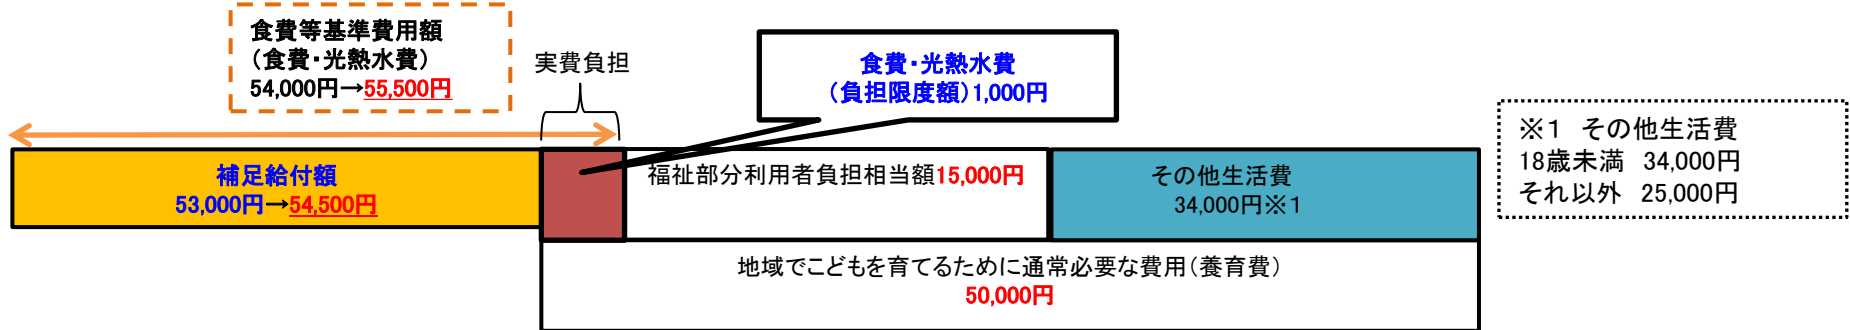 食費等基準費用額
(食費・光熱水費)
54,000円→55,500円
実費負担
食費・光熱水費
(負担限度額)1,000円
※1 その他生活費
18歳未満 34,000円
それ以外 25,000円
補足給付額
53,000円→54,500円
福祉部分利用者負担相当額15,000円
その他生活費
34,000円※1
地域でこどもを育てるために通常必要な費用(養育費)
50,000円